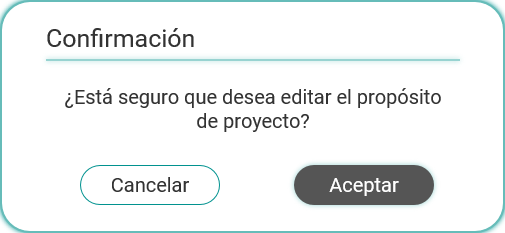 Confirmación
¿Está seguro que desea editar el propósito
de proyecto?
Cancelar
Aceptar